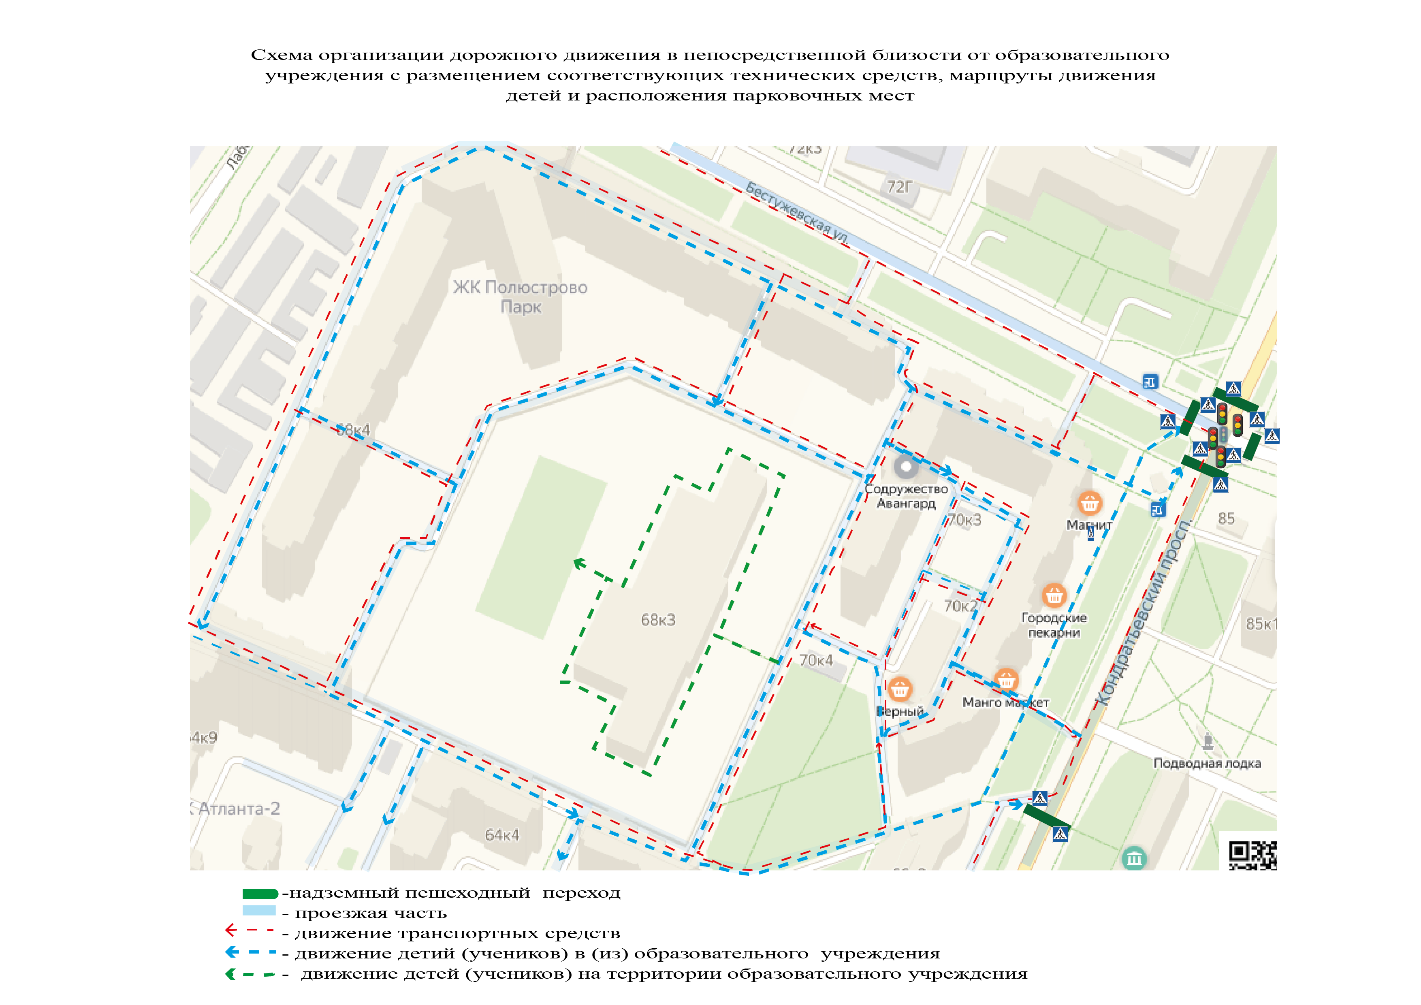 Схема организации дорожного движения в непосредственной близости от образовательного
учреждения с размещением соответствующих технических средств, маршруты движения
детей и расположения парковочных мест
72к3
72Г
Бестужевская ул.
ЖК Полюстрово
Парк
68к4
Содружество
Авангард
70к3
Магнит
85
Кондратьевский просп.
68к3
70к2
Городские
пекарни
85к1
70к4
Верный
Манго маркет
Подводная лодка
64к9
Атланта-2
64к4
-надземный пешеходный переход
- проезжая часть
- движение транспортных средств
- движение детий (учеников) в (из) образовательного учреждения
- движение детей (учеников) на территории образовательного учреждения